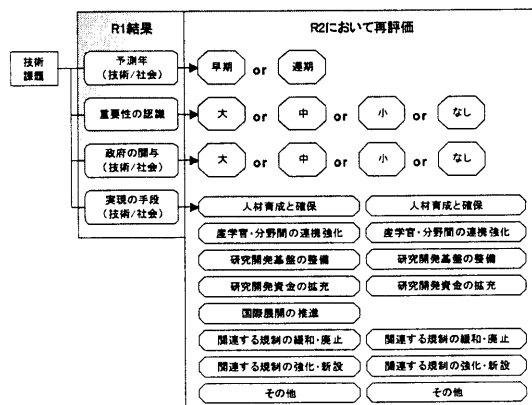 R1結果
R2において再評価
技術
課題
予測年
(技術/社会)
早期 or 遅期
重要性の認識
大 or 中 or 小 or なし
政府の関与
(技術/社会)
大 or 中 or 小 or なし
実現の手段
(技術/社会)
人材育成と確保 人材育成と確保
産学官・分野間の連携強化 産学官・分野間の連携強化
研究開発基盤の整備 研究開発基盤の整備
研究開発資金の拡充 研究開発資金の拡充
国際展開の推進
関連する規制の緩和・廃止 関連する規制の緩和・廃止
関連する規制の強化・新設 関連する規制の強化・新設
その他 その他